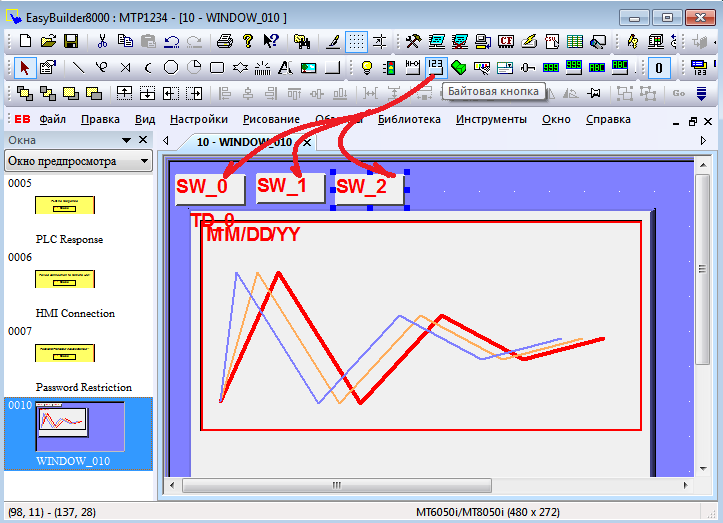 EasyBuilder8000 : MTP1234 - [10 - WINDOW_010 ]
Байтовая кнопка
EB Файл Правка Вид Настройки Рисование Библиотека Инструменты Окно Справка
Окна
10 - WINDOW_010
Окно предпросмотра
0005
PLC Response
0006
HMI Connection
0007
Password Restriction
0010
WINDOW_010
SW_0 SW_1 SW_2
TD_0
MM/DD/YY
(98, 11) - (137, 28) MT6050i/MT8050i (480 x 272)